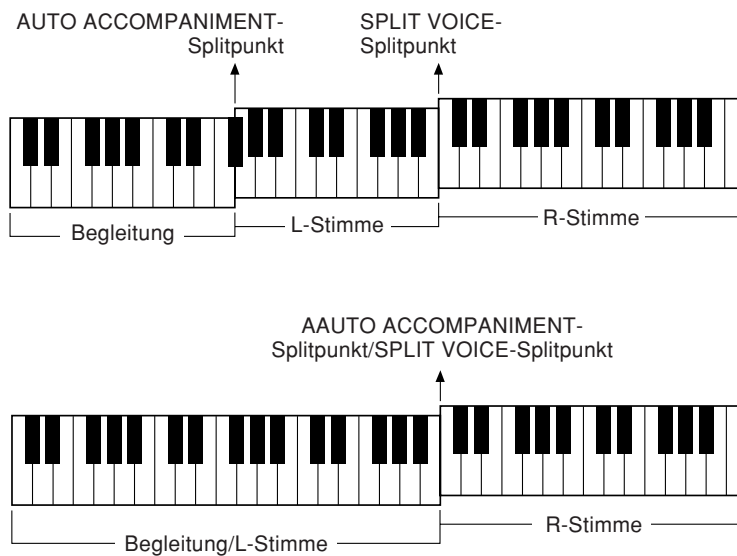 AUTO ACCOMPANIMENT-
Splitpunkt
SPLIT VOICE-
Splitpunkt
Begleitung
L-Stimme
R-Stimme
AAUTO ACCOMPANIMENT-
Splitpunkt/SPLIT VOICE-Splitpunkt
Begleitung/L-Stimme
R-Stimme